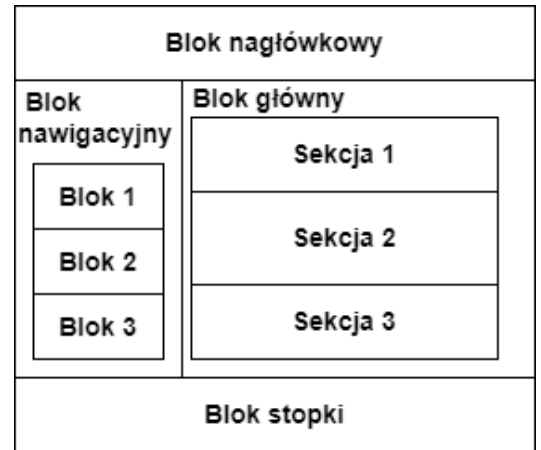 Blok nagłówkowy
Blok
nawigacyjny
Blok 1
Blok 2
Blok 3
Blok główny
Sekcja 1
Sekcja 2
Sekcja 3
Blok stopki